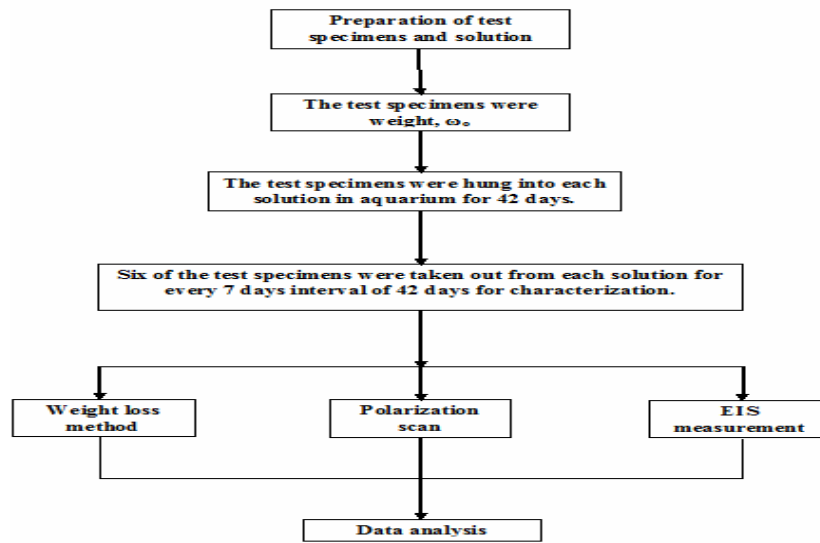 Preparation of test
specimens and solution
The test specimens were
weight, ωₒ
The test specimens were hung into each
solution in aquarium for 42 days.
Six of the test specimens were taken out from each solution for
every 7 days interval of 42 days for characterization.
Weight loss
method
Polarization
scan
EIS
measurement
Data analysis